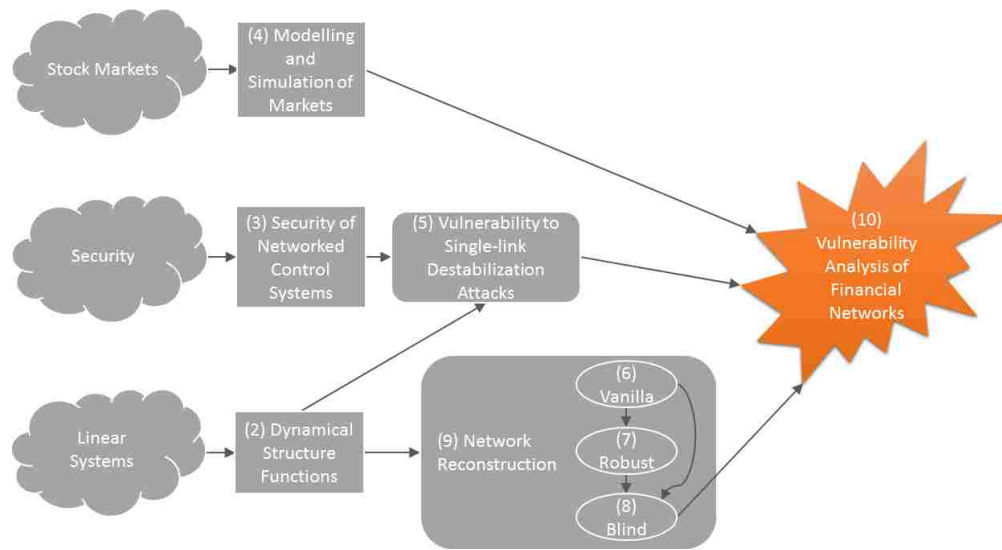 Stock Markets
(4) Modelling
and
Simulation of
Markets
Security
(3) Security of
Networked
Control
Systems
(5) Vulnerability to
Single-link
Destabilization
Attacks
(10)
Vulnerability
Analysis of
Financial
Networks
Linear
Systems
(2) Dynamical
Structure
Functions
(9) Network
Reconstruction
(6)
Vanilla
(7)
Robust
(8)
Blind